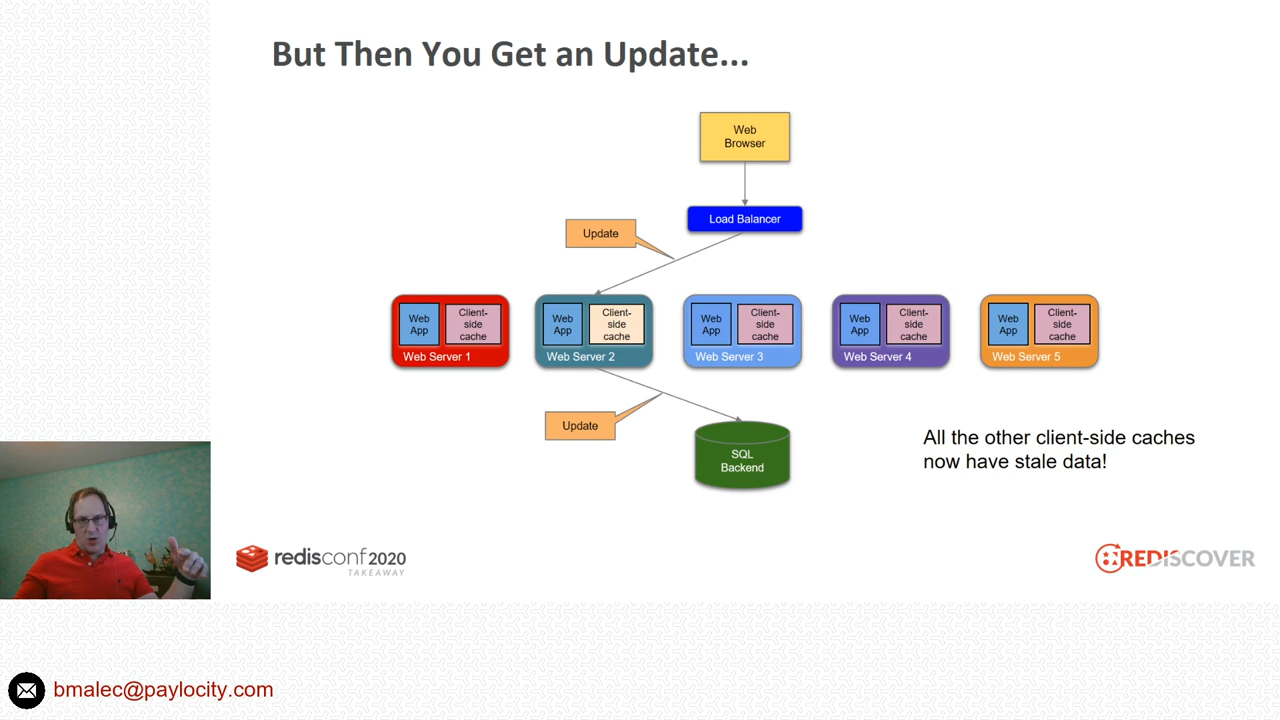 But Then You Get an Update...
Web
Browser
Load Balancer
Update
Web
App
Client-
side
cache
Web Server 1
Web
App
Client-
side
cache
Web Server 2
Web
App
Client-
side
cache
Web Server 3
Web
App
Client-
side
cache
Web Server 4
Web
App
Client-
side
cache
Web Server 5
Update
SQL
Backend
All the other client-side caches
now have stale data!
redisconf 2020
TAKEAWAY
REDISCOVER
bmalec@paylocity.com